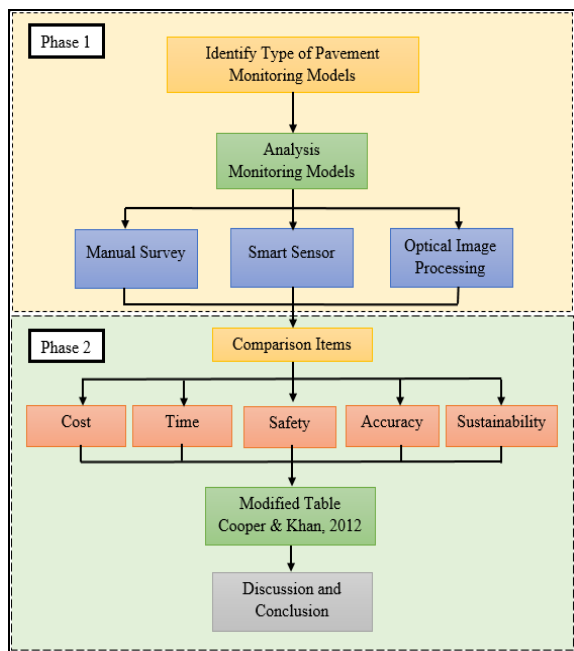 Phase 1
Identify Type of Pavement
Monitoring Models
Analysis
Monitoring Models
Manual Survey
Smart Sensor
Optical Image
Processing
Phase 2
Comparison Items
Cost
Time
Safety
Accuracy
Sustainability
Modified Table
Cooper & Khan, 2012
Discussion and
Conclusion